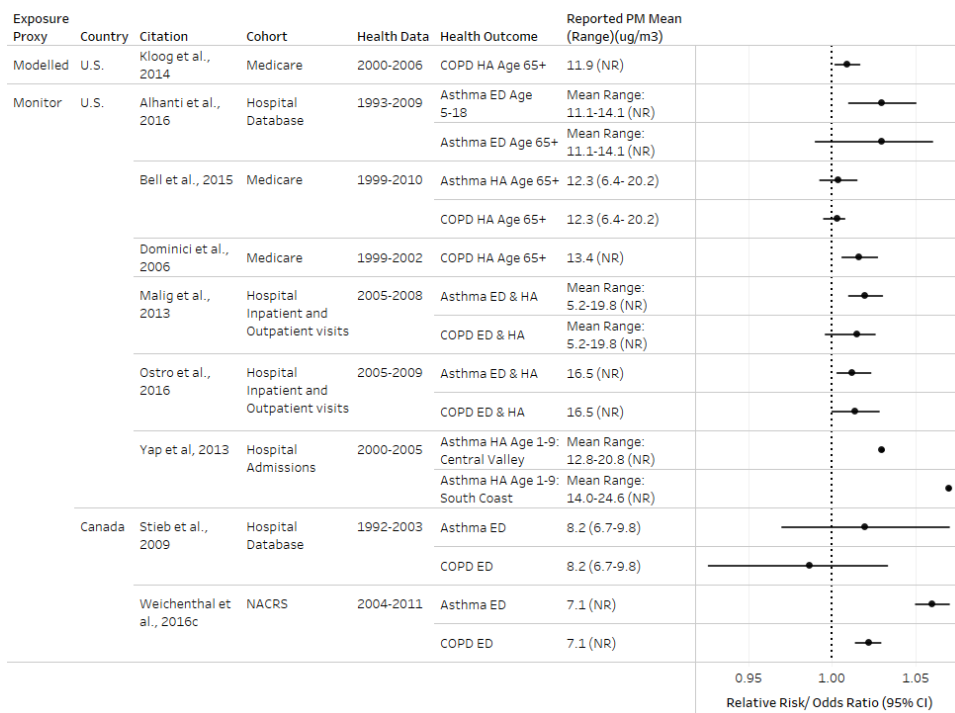 Exposure Proxy Country Citation Cohort Health Data Health Outcome Reported PM Mean (Range)(ug/m3)
Modelled U.S. Kloog et al., 2014 Medicare 2000-2006 COPD HA Age 65+ 11.9 (NR)
Monitor U.S. Alhanti et al., 2016 Hospital Database 1993-2009 Asthma ED Age 5-18 Mean Range: 11.1-14.1 (NR)
Asthma ED Age 65+ Mean Range: 11.1-14.1 (NR)
Bell et al., 2015 Medicare 1999-2010 Asthma HA Age 65+ 12.3 (6.4- 20.2)
COPD HA Age 65+ 12.3 (6.4- 20.2)
Dominici et al., 2006 Medicare 1999-2002 COPD HA Age 65+ 13.4 (NR)
Malig et al., 2013 Hospital Inpatient and Outpatient visits 2005-2008 Asthma ED & HA Mean Range: 5.2-19.8 (NR)
COPD ED & HA Mean Range: 5.2-19.8 (NR)
Ostro et al., 2016 Hospital Inpatient and Outpatient visits 2005-2009 Asthma ED & HA 16.5 (NR)
COPD ED & HA 16.5 (NR)
Yap et al, 2013 Hospital Admissions 2000-2005 Asthma HA Age 1-9: Central Valley Mean Range: 12.8-20.8 (NR)
Asthma HA Age 1-9: South Coast Mean Range: 14.0-24.6 (NR)
Canada Stieb et al., 2009 Hospital Database 1992-2003 Asthma ED 8.2 (6.7-9.8)
COPD ED 8.2 (6.7-9.8)
Weichenthal et al., 2016c NACRS 2004-2011 Asthma ED 7.1 (NR)
COPD ED 7.1 (NR)
0.95 1.00 1.05
Relative Risk/ Odds Ratio (95% CI)